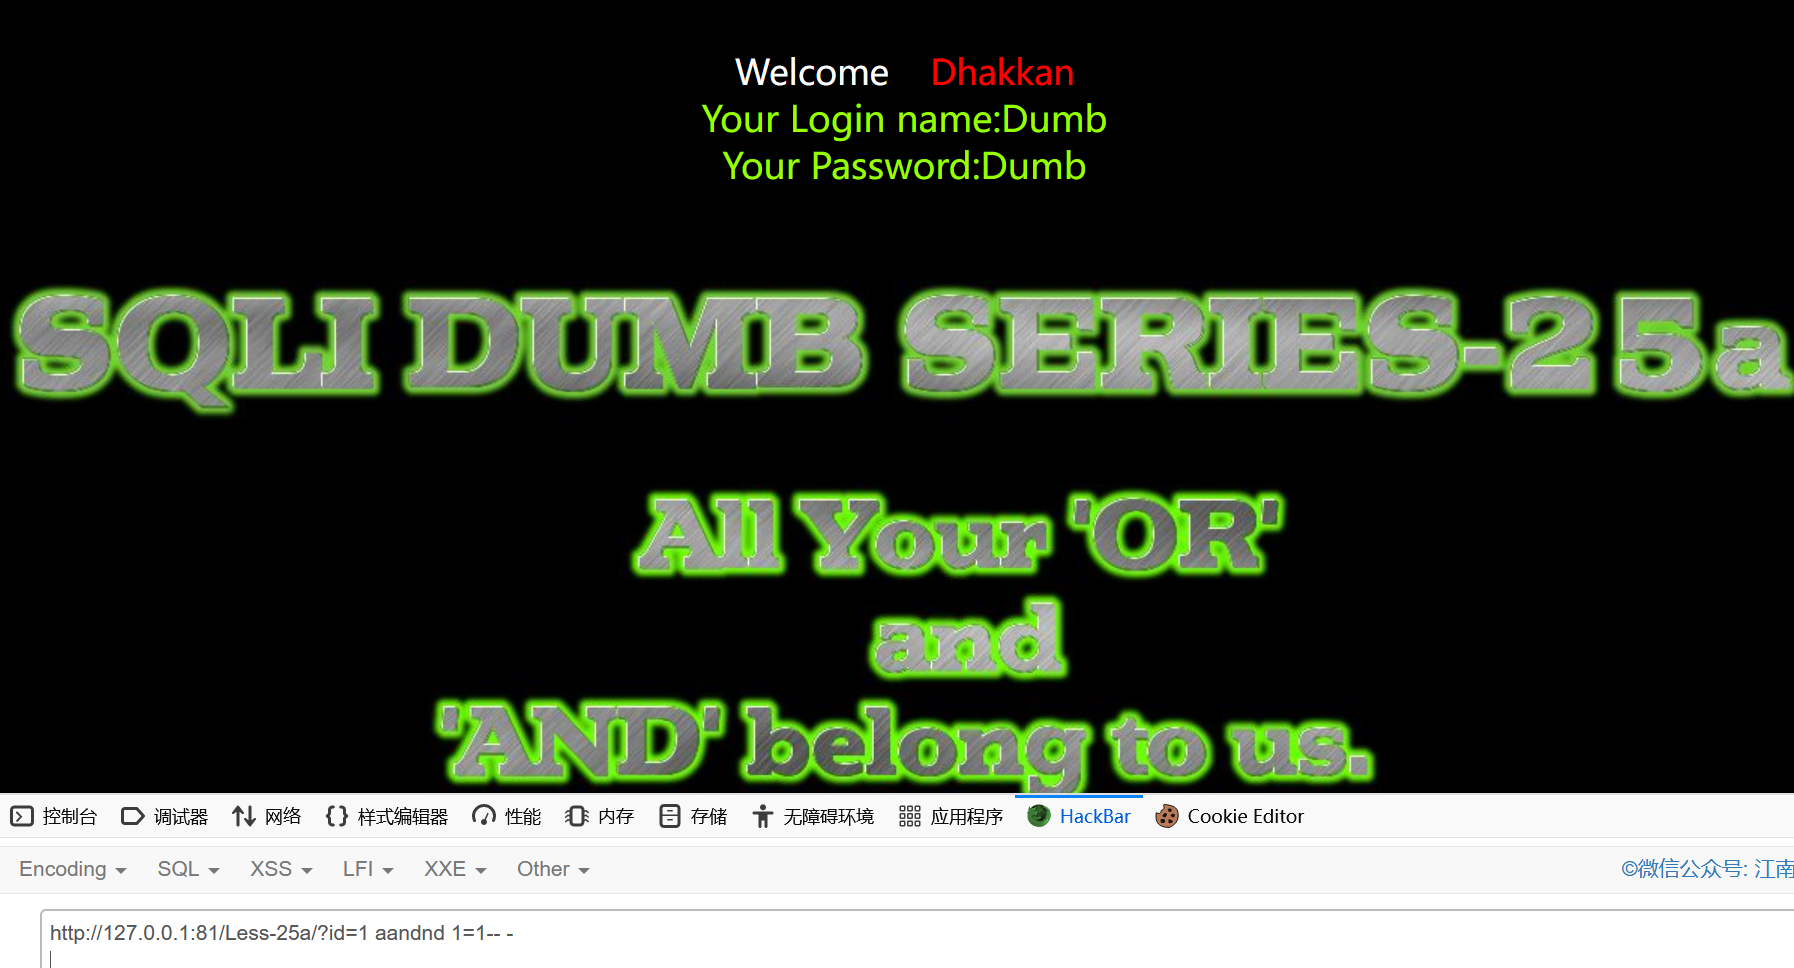 Welcome Dhakkan
Your Login name:Dumb
Your Password:Dumb
SQLI DUMB SERIES-25a
All Your 'OR'
and
'AND' belong to us.
控制台 调试器 网络 样式编辑器 性能 内存 存储 无障碍环境 应用程序 HackBar Cookie Editor
Encoding SQL XSS LFI XXE Other ©微信公众号: 江南
http://127.0.0.1:81/Less-25a/?id=1 aandnd 1=1-- -